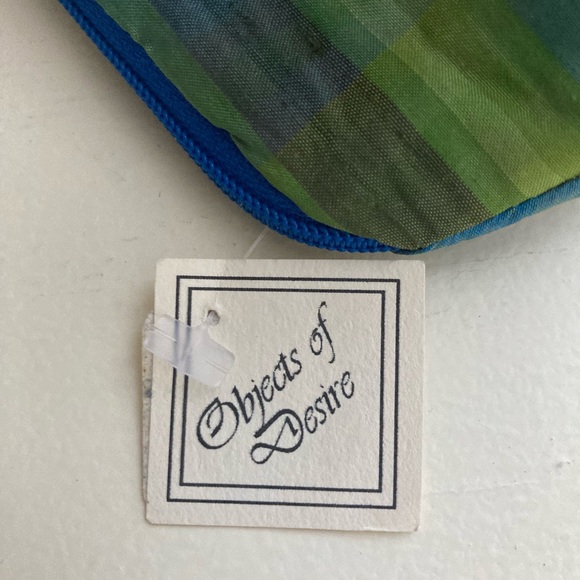 Objects of
Desire